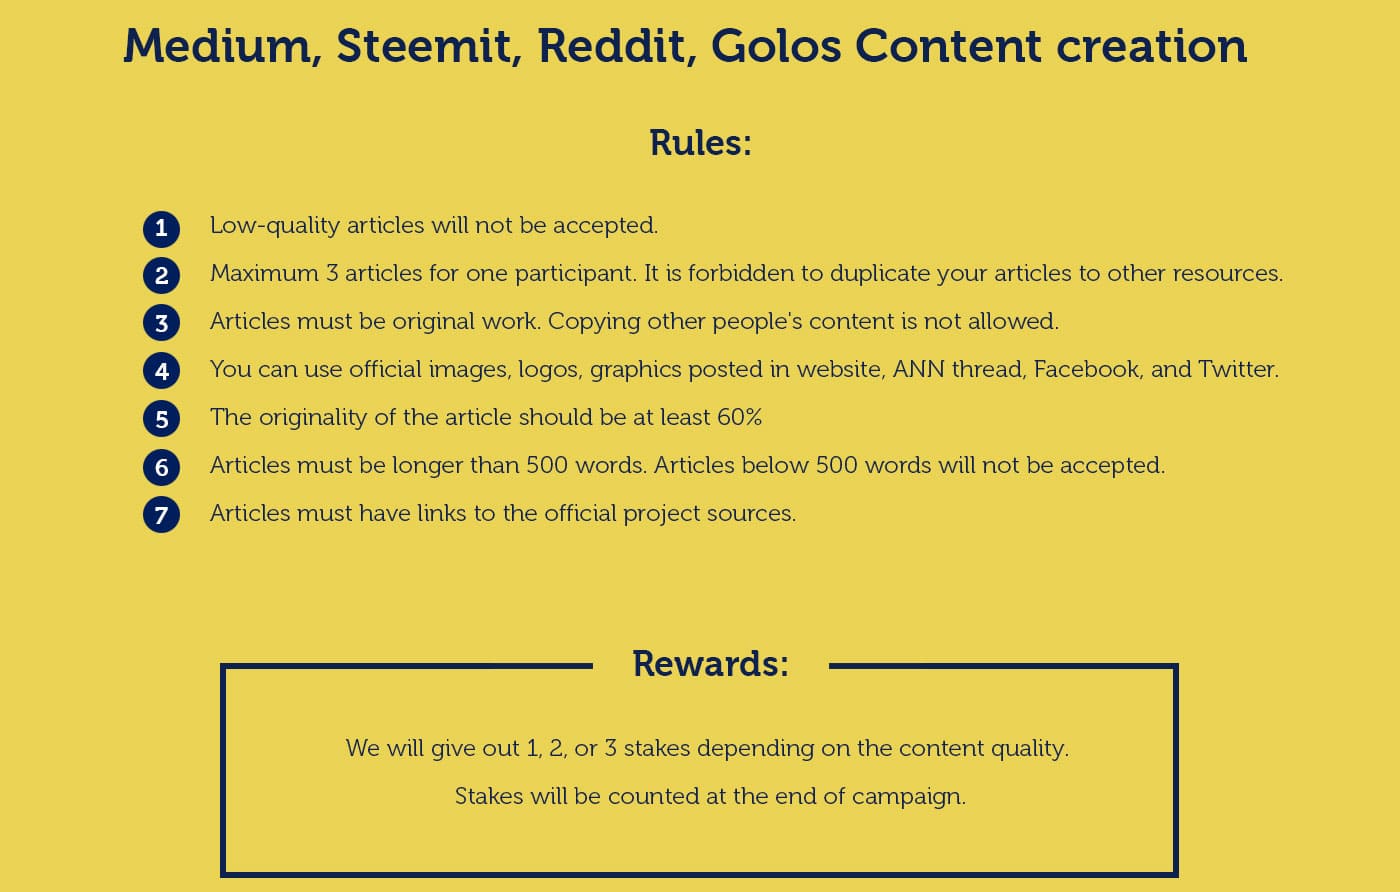 Medium, Steemit, Reddit, Golos Content creation
Rules:
1 Low-quality articles will not be accepted.
2 Maximum 3 articles for one participant. It is forbidden to duplicate your articles to other resources.
3 Articles must be original work. Copying other people's content is not allowed.
4 You can use official images, logos, graphics posted in website, ANN thread, Facebook, and Twitter.
5 The originality of the article should be at least 60%
6 Articles must be longer than 500 words. Articles below 500 words will not be accepted.
7 Articles must have links to the official project sources.
Rewards:
We will give out 1, 2, or 3 stakes depending on the content quality.
Stakes will be counted at the end of campaign.